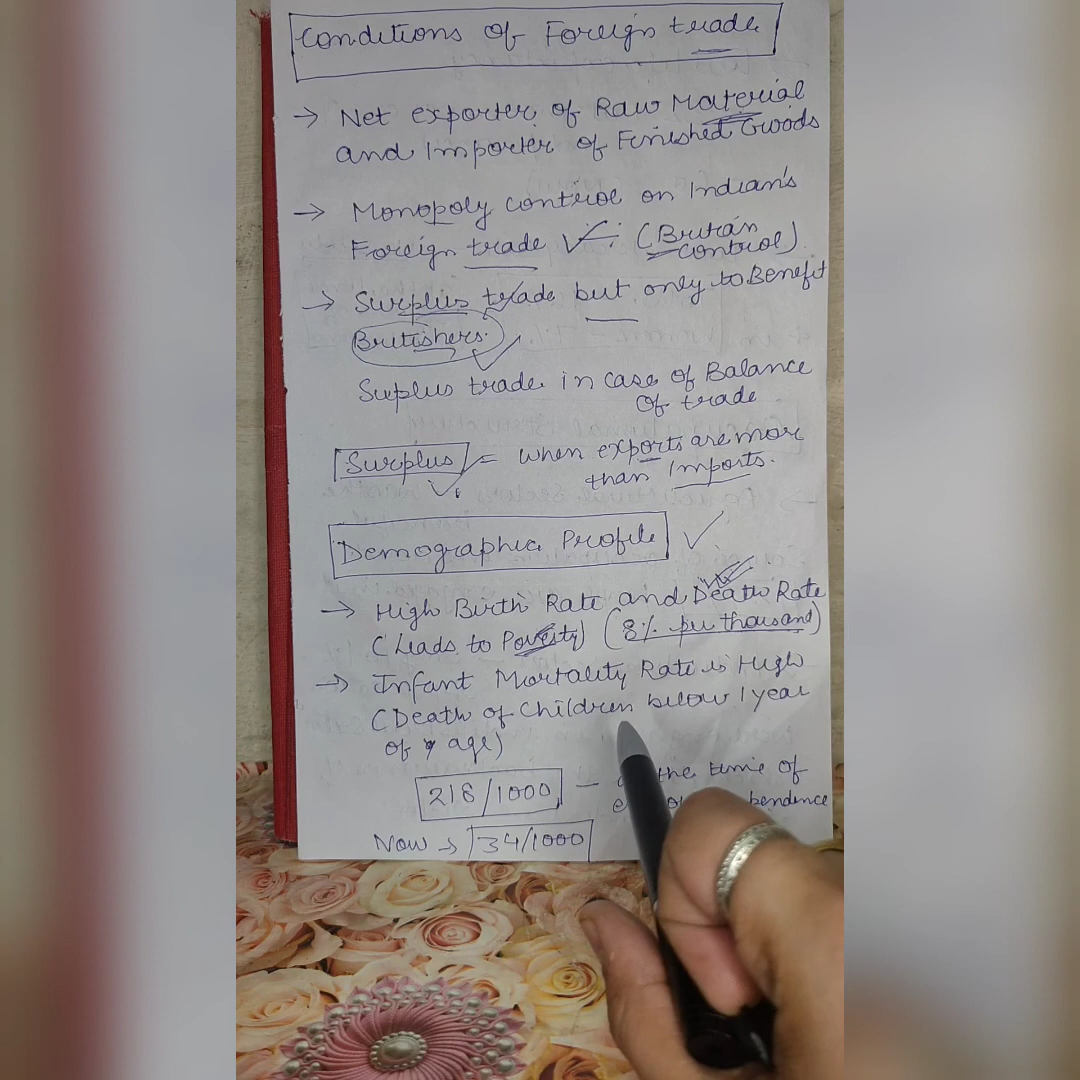 Conditions of Foreign trade
→ Net exporter of Raw Material
and Importer of Finished Goods
→ Monopoly control on Indian's
Foreign trade (Britain
control)
→ Surplus trade but only to Benefit
Britishers.
Surplus trade in case of Balance
Of trade
Surplus = when exports are more
than Imports.
Demographic Profile
→ High Birth Rate and Death Rate
(Leads to Poverty) (8% per thousand)
→ Infant Mortality Rate is High
(Death of Children below 1 year
of age)
218/1000 - the time of
Now → 34/1000